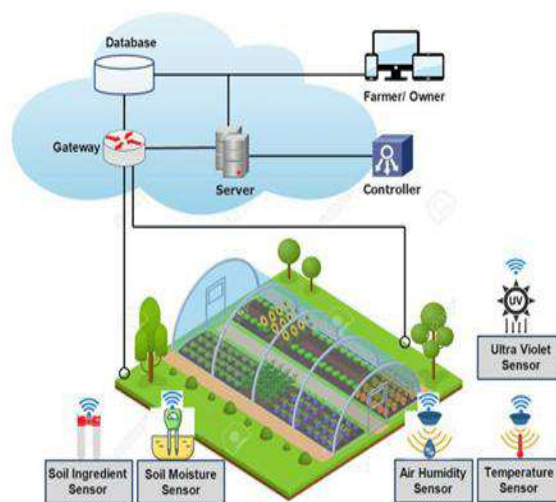 Database
Farmer/ Owner
Gateway
Server
Controller
UV
Ultra Violet
Sensor
Soil Ingredient
Sensor
Soil Moisture
Sensor
Air Humidity
Sensor
Temperature
Sensor